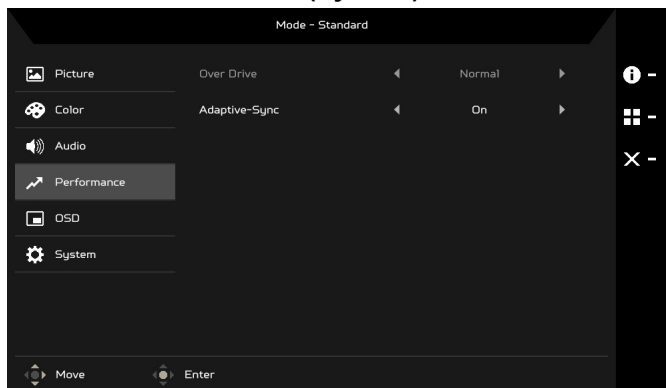 Mode - Standard
Picture
Over Drive Normal
Color
Adaptive-Sync On
Audio
Performance
OSD
System
Move Enter